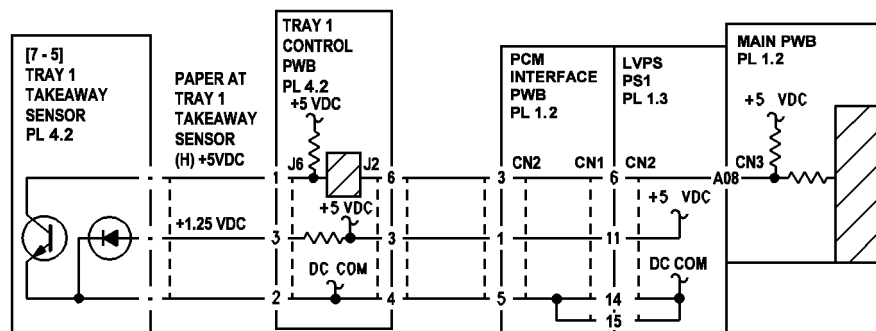 [7 - 5]
TRAY 1
TAKEAWAY
SENSOR
PL 4.2
PAPER AT
TRAY 1
TAKEAWAY
SENSOR
(H) +5VDC
TRAY 1
CONTROL
PWB
PL 4.2
+5 VDC
PCM
INTERFACE
PWB
PL 1.2
LVPS
PS1
PL 1.3
MAIN PWB
PL 1.2
+5 VDC
1 J6 J2 6 3 CN2 CN1 6 CN2 A08 CN3
+1.25 VDC
+5 VDC
+5 VDC
3 3 1 11
DC COM
DC COM
2 4 5 14
15